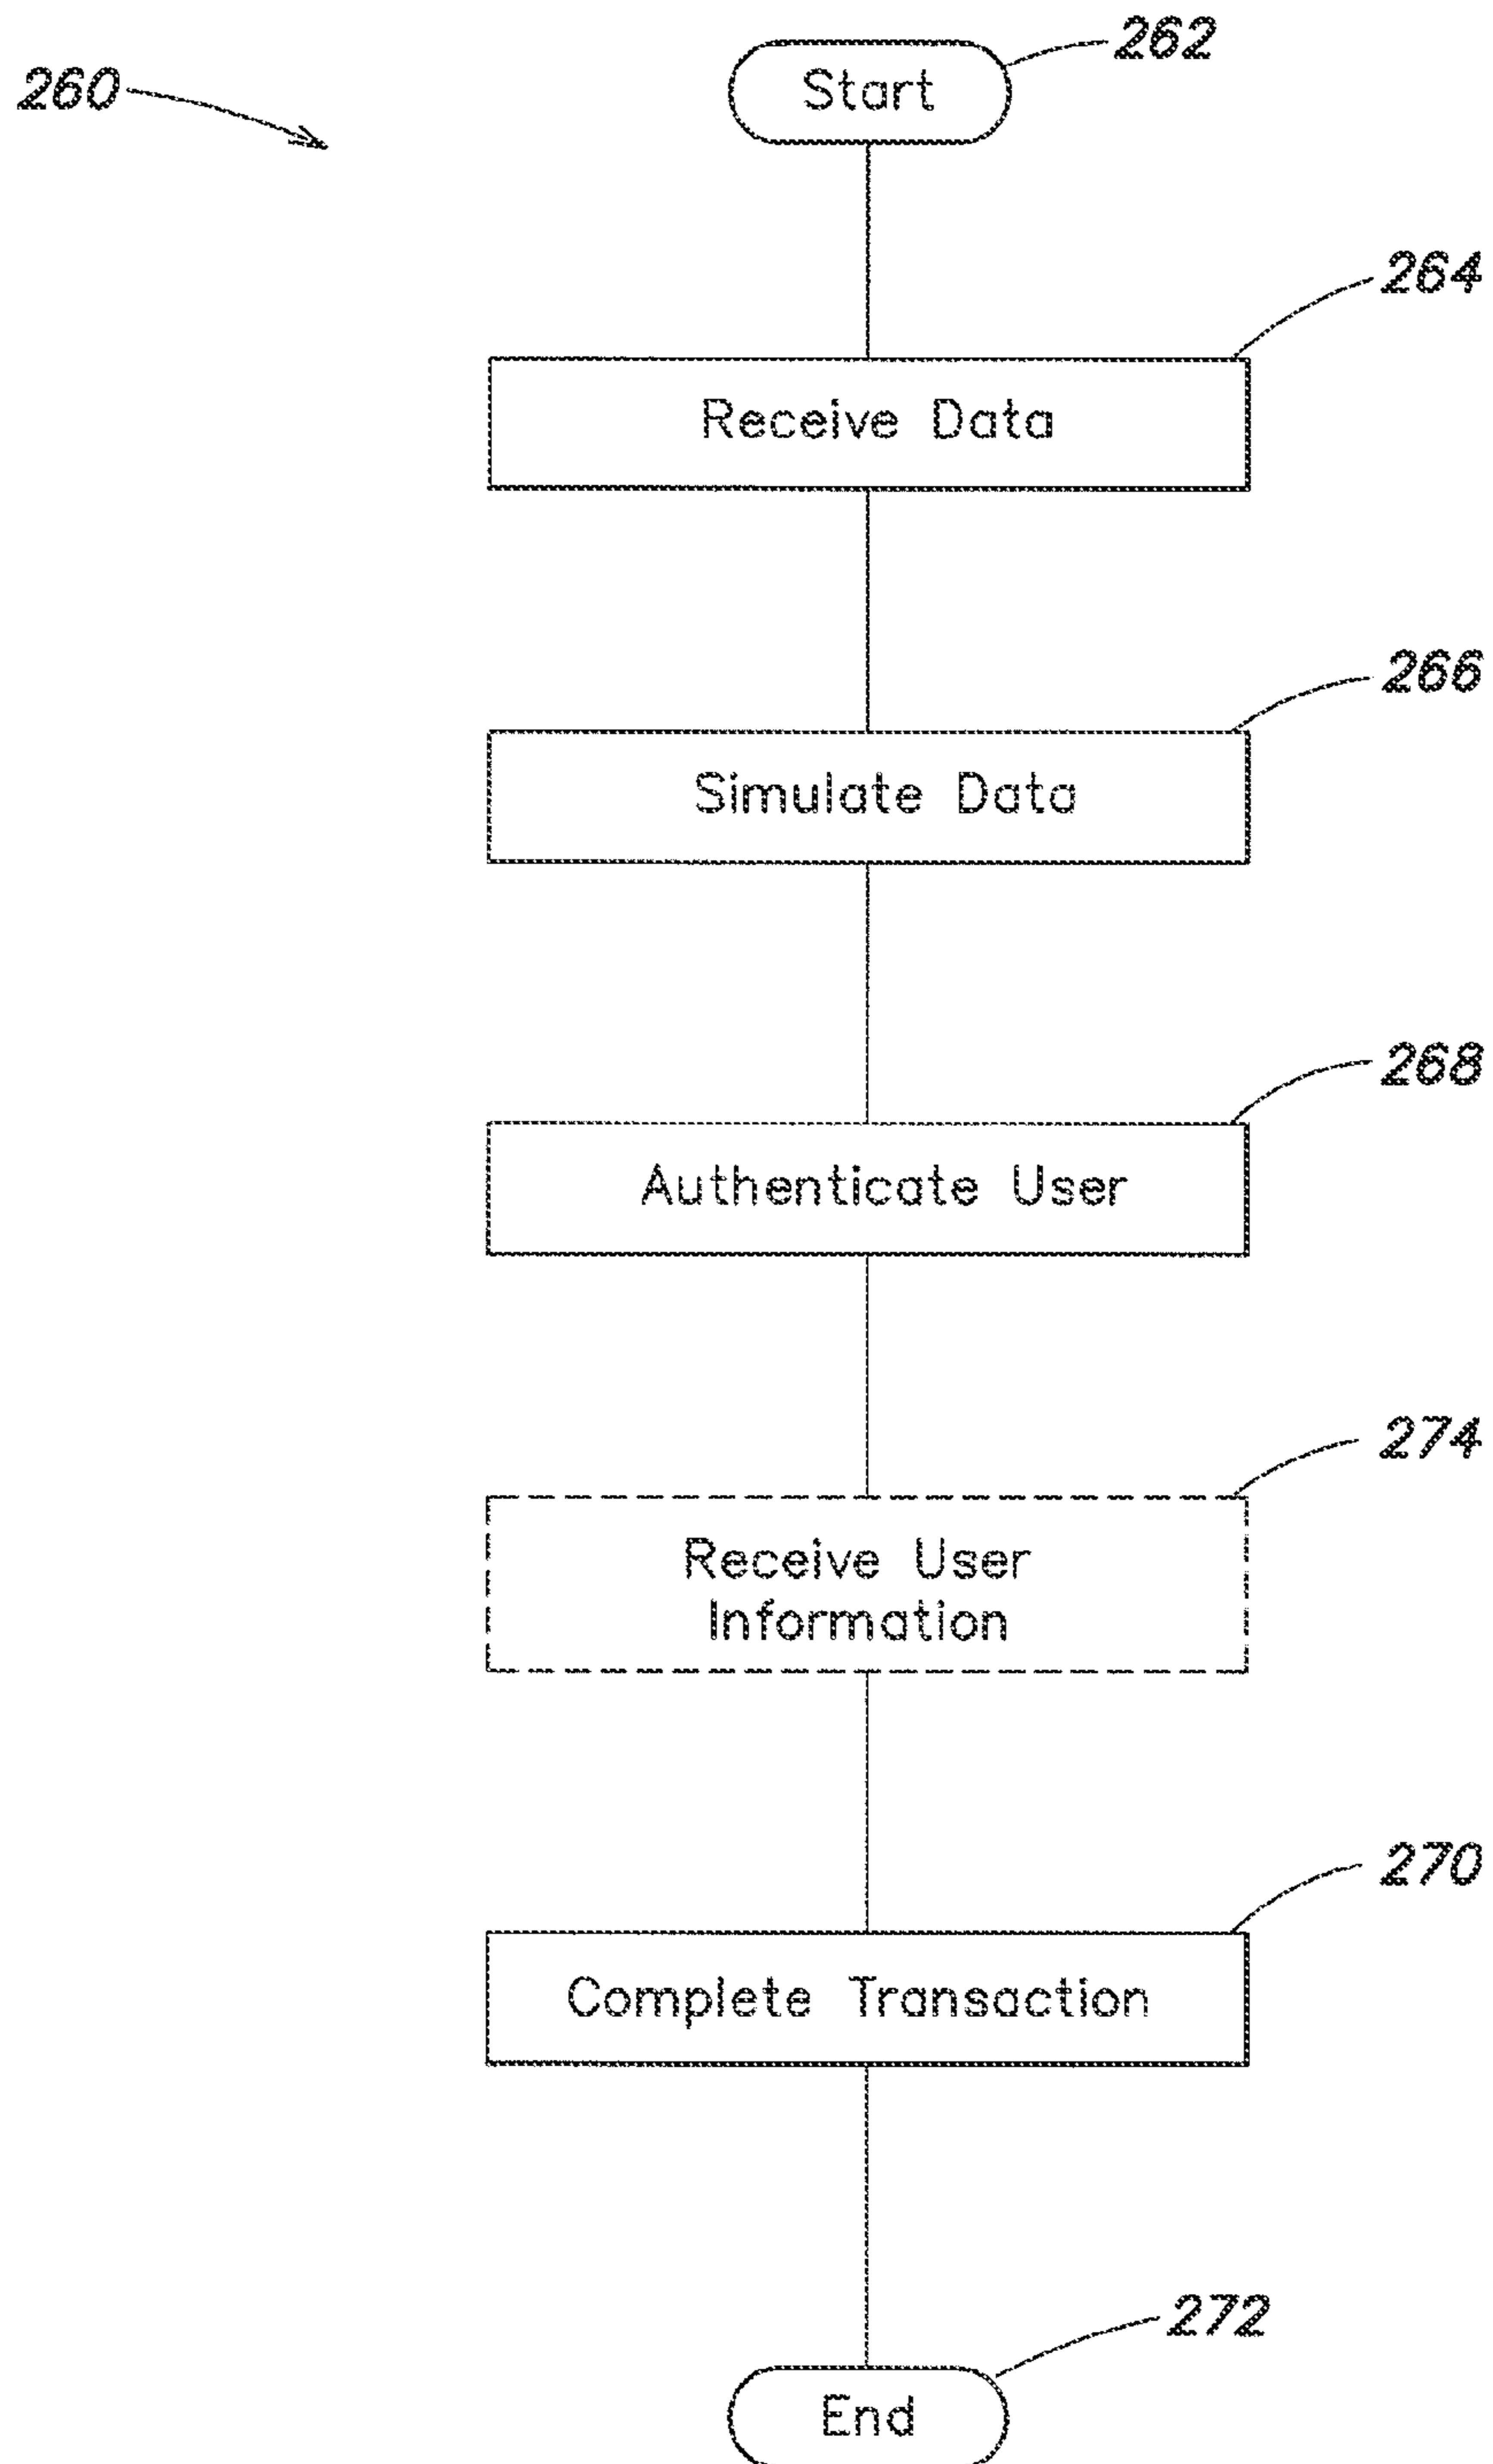 262
260
Start
264
Receive Data
266
Simulate Data
268
Authenticate User
274
Receive User
Information
270
Complete Transaction
272
End